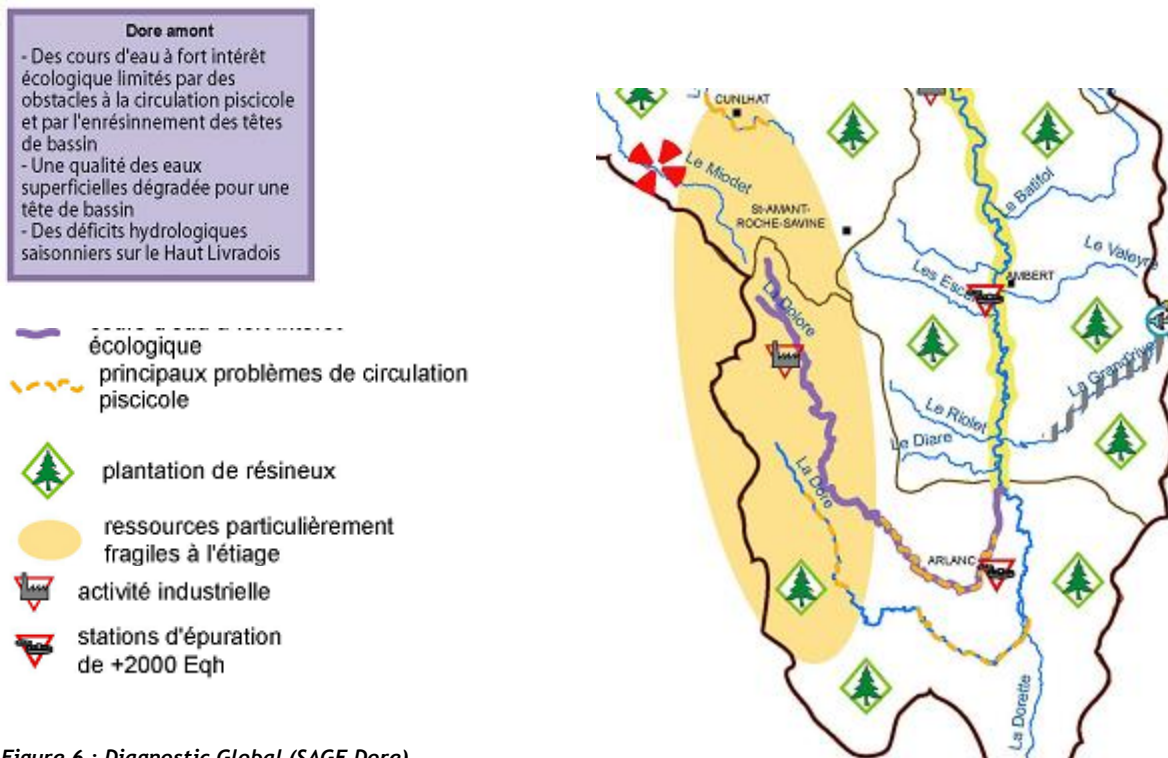 Dore amont
- Des cours d'eau à fort intérêt
écologique limités par des
obstacles à la circulation piscicole
et par l'enrésinnement des têtes
de bassin
- Une qualité des eaux
superficielles dégradée pour une
tête de bassin
- Des déficits hydrologiques
saisonniers sur le Haut Livradois
cours d'eau à fort intérêt
écologique
principaux problèmes de circulation
piscicole
plantation de résineux
ressources particulièrement
fragiles à l'étiage
activité industrielle
stations d'épuration
de +2000 Eqh
Figure 6 : Diagnostic Global (SAGE Dore)
CUNLHAT
Le Miodet
St-AMANT-
ROCHE-SAVINE
Le Batifol
Le Valeyre
Les
AMBERT
La Dolore
La
Le Riolet
Le Diare
La Dore
ARLANC
La Dorette